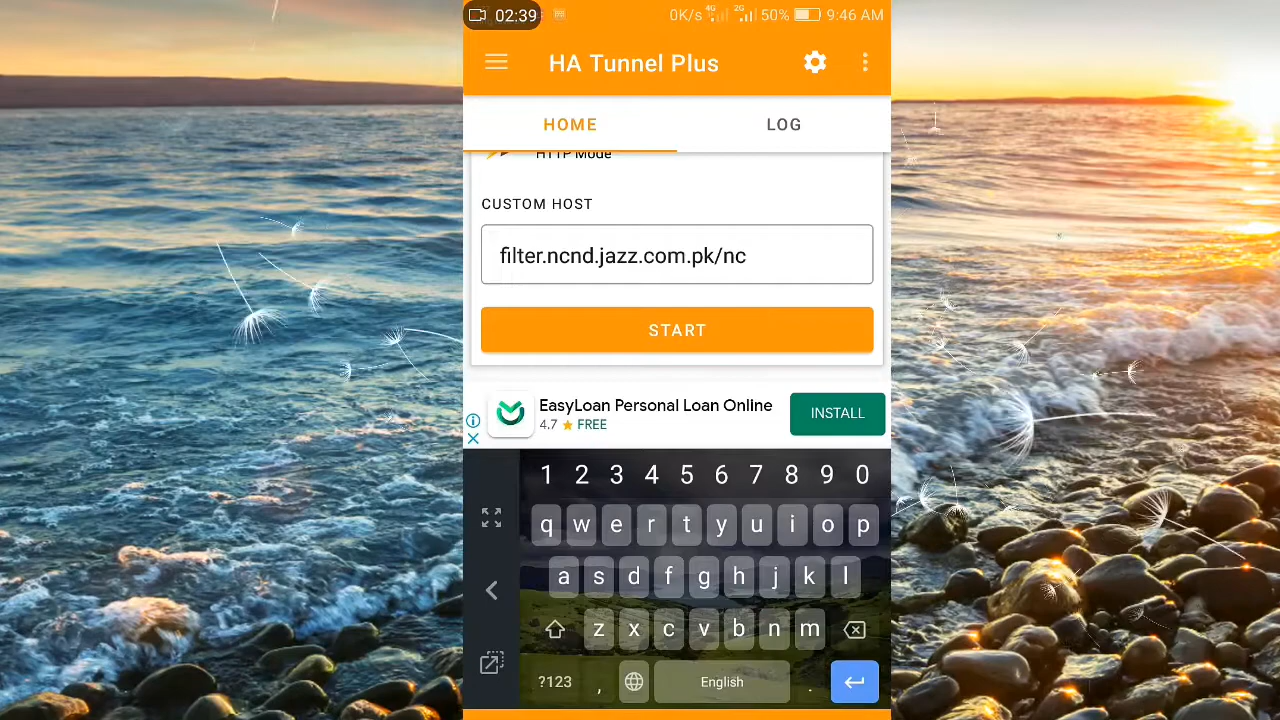 02:39
0K/s 4G 2G 50% 9:46 AM
HA Tunnel Plus
HOME LOG
HTTP Mode
CUSTOM HOST
filter.ncnd.jazz.com.pk/nc
START
EasyLoan Personal Loan Online
4.7 ★ FREE
INSTALL
1 2 3 4 5 6 7 8 9 0
q w e r t y u i o p
a s d f g h j k l
z x c v b n m
?123 , English .